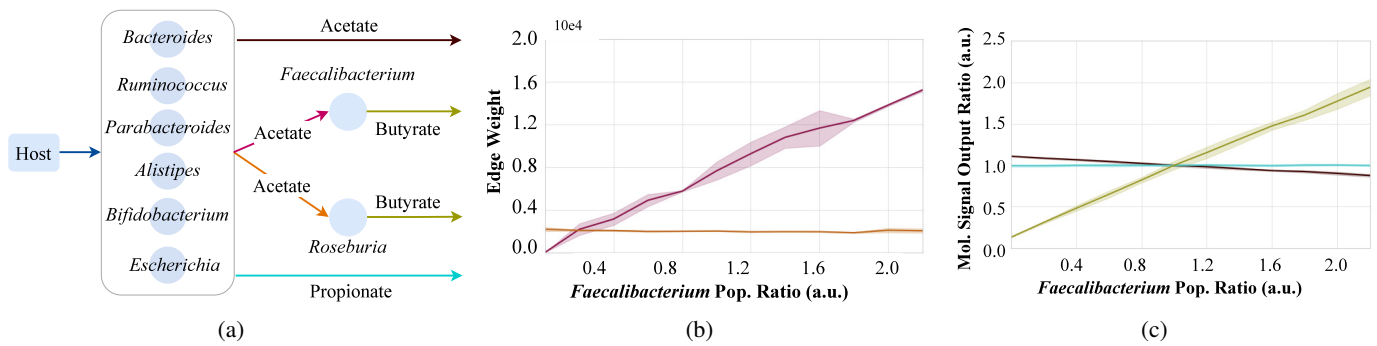 Host
Bacteroides
Ruminococcus
Parabacteroides
Alistipes
Bifidobacterium
Escherichia
Acetate
Faecalibacterium
Acetate
Butyrate
Acetate
Butyrate
Roseburia
Propionate
(a)
10e4
2.0
1.6
1.2
0.8
0.4
0.0
Edge Weight
0.4 0.8 1.2 1.6 2.0
Faecalibacterium Pop. Ratio (a.u.)
(b)
2.5
2.0
1.5
1.0
0.5
0.0
Mol. Signal Output Ratio (a.u.)
0.4 0.8 1.2 1.6 2.0
Faecalibacterium Pop. Ratio (a.u.)
(c)